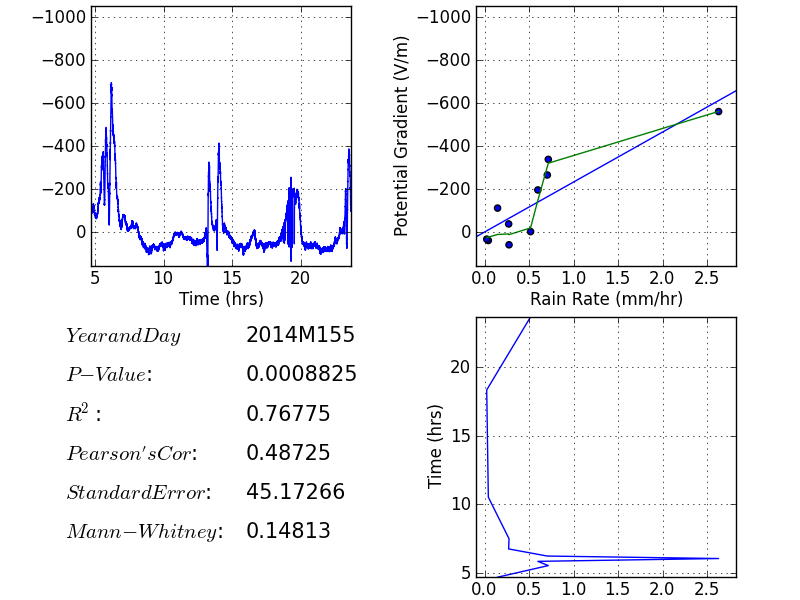 −1000
−800
−600
−400
−200
0
5 10 15 20
Time (hrs)
Potential Gradient (V/m)
−1000
−800
−600
−400
−200
0
0.0 0.5 1.0 1.5 2.0 2.5
Rain Rate (mm/hr)
YearandDay 2014M155
P−Value: 0.0008825
R²: 0.76775
Pearson'sCor: 0.48725
StandardError: 45.17266
Mann−Whitney: 0.14813
Time (hrs)
20
15
10
5
0.0 0.5 1.0 1.5 2.0 2.5